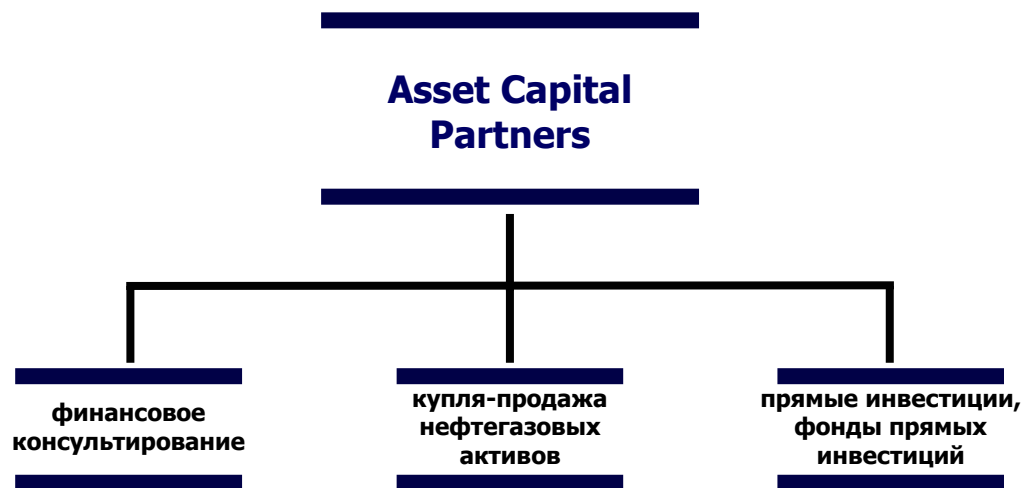 Asset Capital
Partners
финансовое
консультирование
купля-продажа
нефтегазовых
активов
прямые инвестиции,
фонды прямых
инвестиций